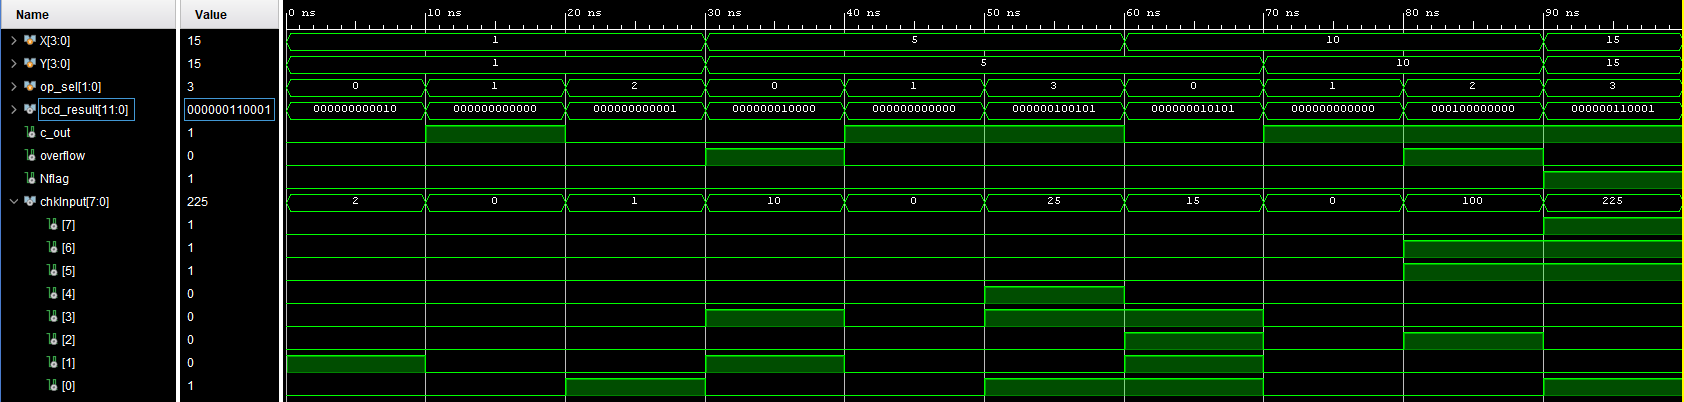 Name Value 0 ns 10 ns 20 ns 30 ns 40 ns 50 ns 60 ns 70 ns 80 ns 90 ns
X[3:0] 15 1 5 10 15
Y[3:0] 15 1 5 10 15
op_sel[1:0] 3 0 1 2 0 1 3 0 1 2 3
bcd_result[11:0] 000000110001 000000000010 000000000000 000000000001 000000010000 000000000000 000000100101 000000010101 000000000000 000100000000 000000110001
c_out 1
overflow 0
Nflag 1
chkInput[7:0] 225 2 0 1 10 0 25 15 0 100 225
[7] 1
[6] 1
[5] 1
[4] 0
[3] 0
[2] 0
[1] 0
[0] 1